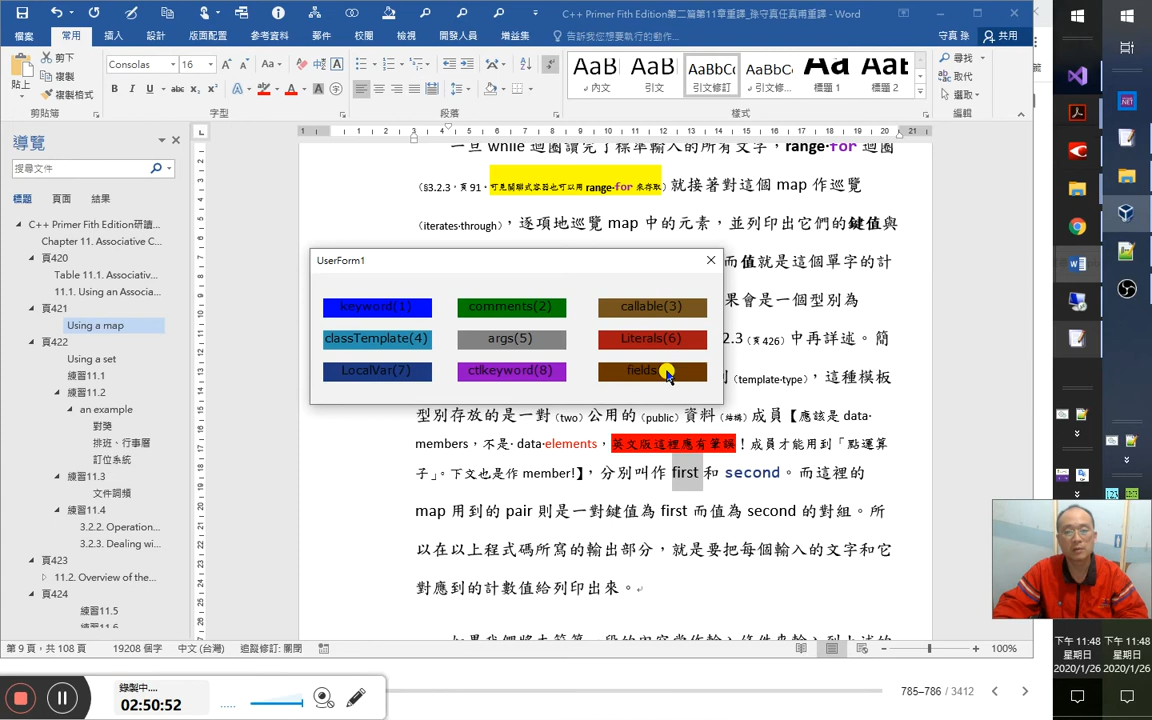 C++ Primer Fith Edition第二篇第11章重譯_孫守真任真甫重譯 - Word
檔案 常用 插入 設計 版面配置 參考資料 郵件 校閱 檢視 開發人員 增益集 告訴我您想要執行的動作... 守真 孫 共用
貼上 剪下 複製 複製格式
Consolas 16
AaB AaB AaBbCc AaBbCc AaB AaB
內文 引文 引文修訂 引文修... 標題 1 標題 2
尋找 取代 選取
剪貼簿 字型 段落 樣式 編輯
導覽
搜尋文件
標題 頁面 結果
C++ Primer Fith Edition研讀...
Chapter 11. Associative C...
頁420
Table 11.1. Associativ...
11.1. Using an Associa...
頁421
Using a map
頁422
Using a set
練習11.1
練習11.2
an example
對獎
排班、行事曆
訂位系統
練習11.3
文件詞頻
練習11.4
3.2.2. Operation...
3.2.3. Dealing wi...
頁423
11.2. Overview of the...
頁424
練習11.5
練習11.6
一旦 while 迴圈讀完了標準輸入的所有文字，range·for 迴圈
（§3.2.3，頁 91，可見關聯式容器也可以用 range·for 來存取）就接著對這個 map 作巡覽
（iterates·through），逐項地巡覽 map 中的元素，並列印出它們的鍵值與
而值就是這個單字的計
果會是一個型別為
2.3（頁426）中再詳述。簡
（template·type），這種模板
型別存放的是一對（two）公用的（public）資料（結構）成員【應該是 data·
members，不是· data·elements，英文版這裡應有筆誤！成員才能用到「點運算
子」。下文也是作 member!】，分別叫作 first 和 second。而這裡的
map 用到的 pair 則是一對鍵值為 first 而值為 second 的對組。所
以在以上程式碼所寫的輸出部分，就是要把每個輸入的文字和它
對應到的計數值給列印出來。
UserForm1
keyword(1) comments(2) callable(3)
classTemplate(4) args(5) Literals(6)
LocalVar(7) ctlkeyword(8) fields
第 9 頁，共 108 頁 19208 個字 中文 (台灣) 追蹤修訂: 關閉 100%
錄製中....
02:50:52
785–786 / 3412
下午 11:48 下午 11:48
星期日 星期日
2020/1/26 2020/1/26